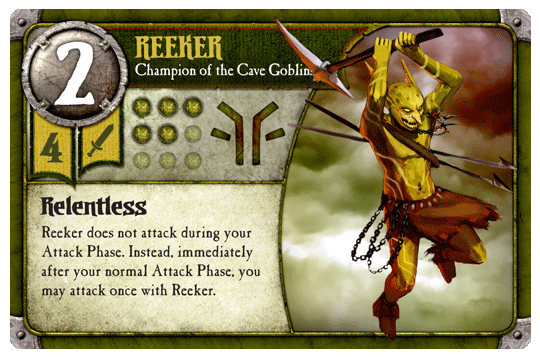 2
REEKER
Champion of the Cave Goblins
4
Relentless
Reeker does not attack during your
Attack Phase. Instead, immediately
after your normal Attack Phase, you
may attack once with Reeker.